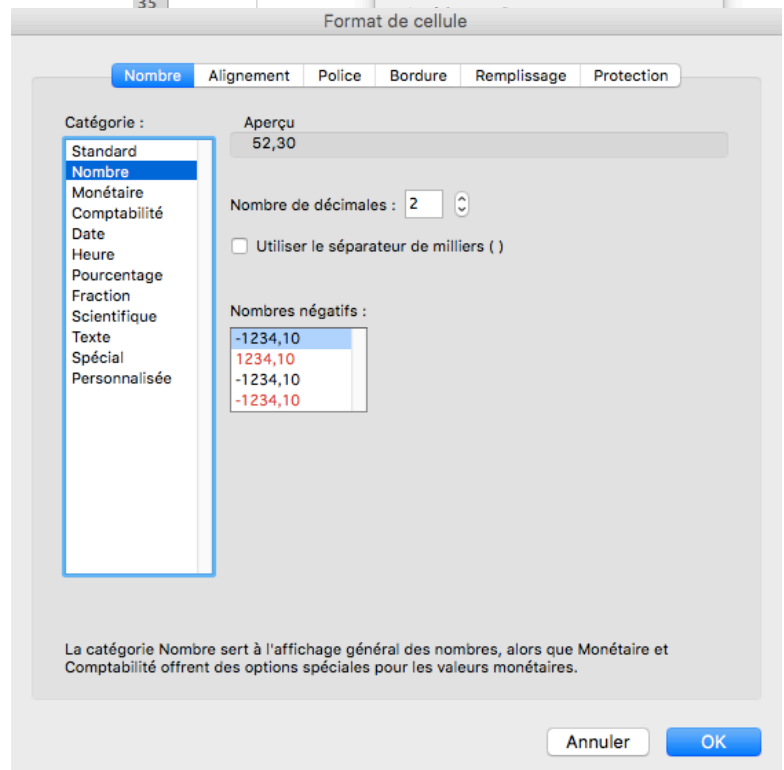 35
Format de cellule
Nombre Alignement Police Bordure Remplissage Protection
Catégorie :
Aperçu
Standard
52,30
Nombre
Monétaire
Comptabilité
Date
Heure
Pourcentage
Fraction
Scientifique
Texte
Spécial
Personnalisée
Nombre de décimales : 2
Utiliser le séparateur de milliers ( )
Nombres négatifs :
-1234,10
1234,10
-1234,10
-1234,10
La catégorie Nombre sert à l'affichage général des nombres, alors que Monétaire et
Comptabilité offrent des options spéciales pour les valeurs monétaires.
Annuler OK